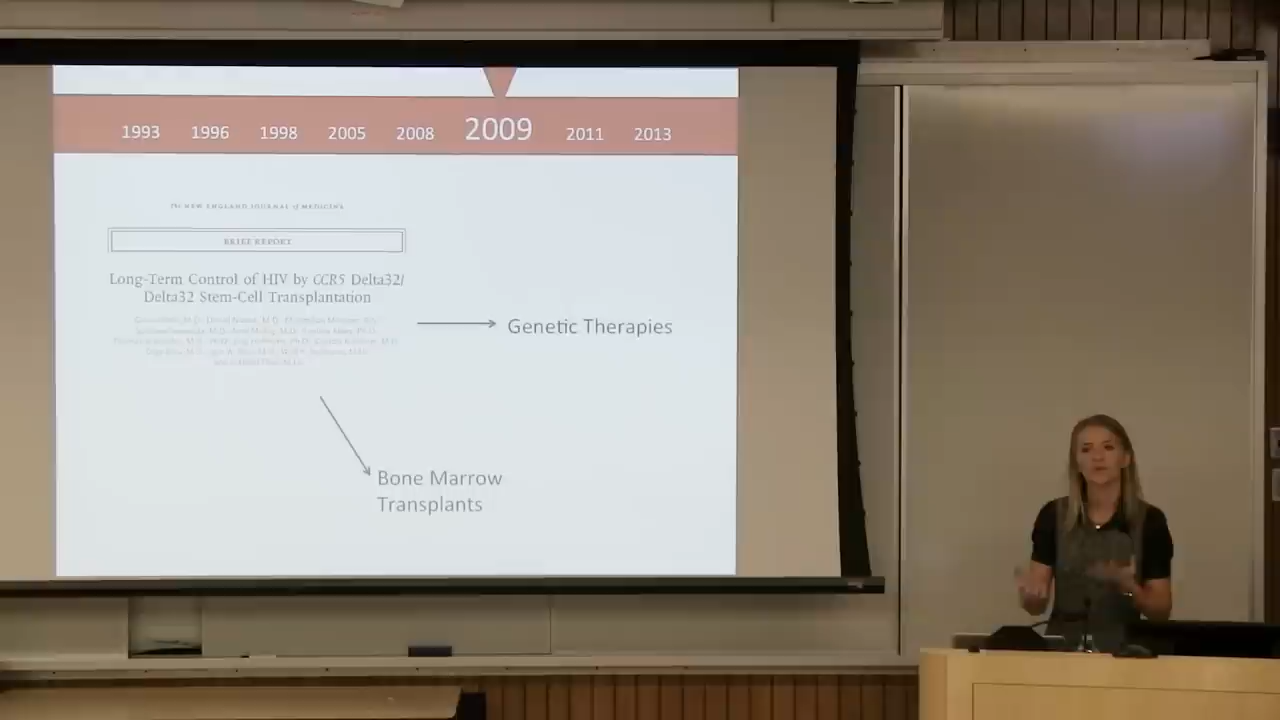 1993 1996 1998 2005 2008 2009 2011 2013
The NEW ENGLAND JOURNAL of MEDICINE
BRIEF REPORT
Long-Term Control of HIV by CCR5 Delta32/
Delta32 Stem-Cell Transplantation
Genetic Therapies
Bone Marrow
Transplants